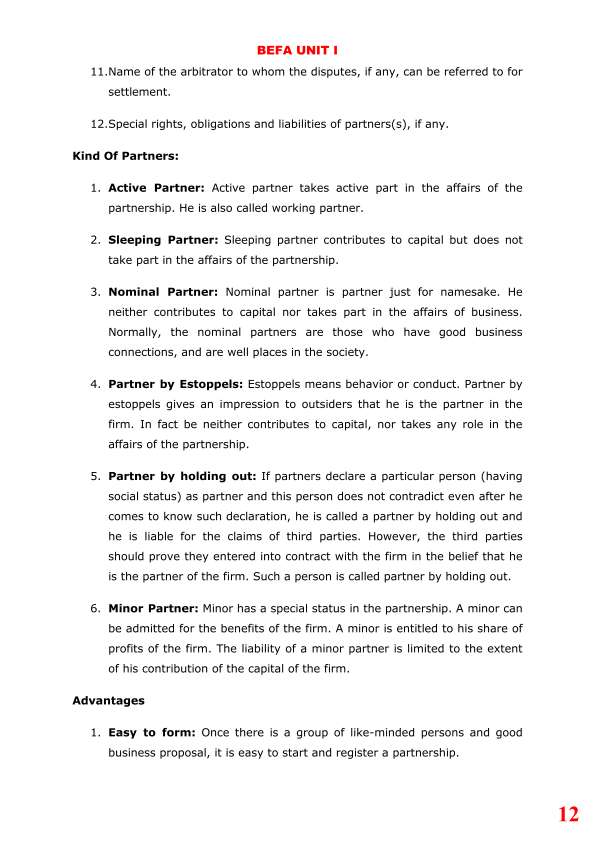 BEFA UNIT I
11.Name of the arbitrator to whom the disputes, if any, can be referred to for
settlement.
12.Special rights, obligations and liabilities of partners(s), if any.
Kind Of Partners:
1. Active Partner: Active partner takes active part in the affairs of the
partnership. He is also called working partner.
2. Sleeping Partner: Sleeping partner contributes to capital but does not
take part in the affairs of the partnership.
3. Nominal Partner: Nominal partner is partner just for namesake. He
neither contributes to capital nor takes part in the affairs of business.
Normally, the nominal partners are those who have good business
connections, and are well places in the society.
4. Partner by Estoppels: Estoppels means behavior or conduct. Partner by
estoppels gives an impression to outsiders that he is the partner in the
firm. In fact be neither contributes to capital, nor takes any role in the
affairs of the partnership.
5. Partner by holding out: If partners declare a particular person (having
social status) as partner and this person does not contradict even after he
comes to know such declaration, he is called a partner by holding out and
he is liable for the claims of third parties. However, the third parties
should prove they entered into contract with the firm in the belief that he
is the partner of the firm. Such a person is called partner by holding out.
6. Minor Partner: Minor has a special status in the partnership. A minor can
be admitted for the benefits of the firm. A minor is entitled to his share of
profits of the firm. The liability of a minor partner is limited to the extent
of his contribution of the capital of the firm.
Advantages
1. Easy to form: Once there is a group of like-minded persons and good
business proposal, it is easy to start and register a partnership.
12